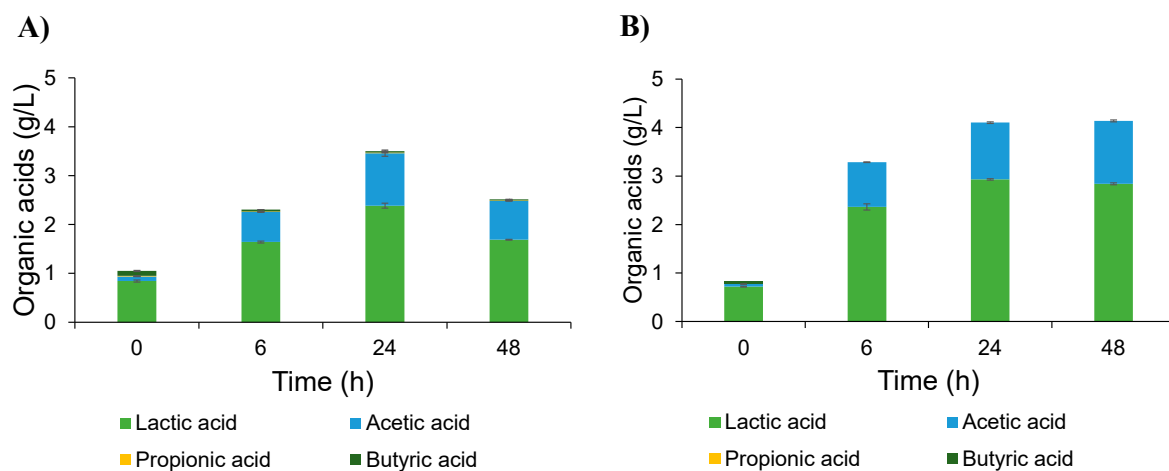 A)
Organic acids (g/L)
5
4
3
2
1
0
0 6 24 48
Time (h)
Lactic acid Acetic acid
Propionic acid Butyric acid
B)
Organic acids (g/L)
5
4
3
2
1
0
0 6 24 48
Time (h)
Lactic acid Acetic acid
Propionic acid Butyric acid